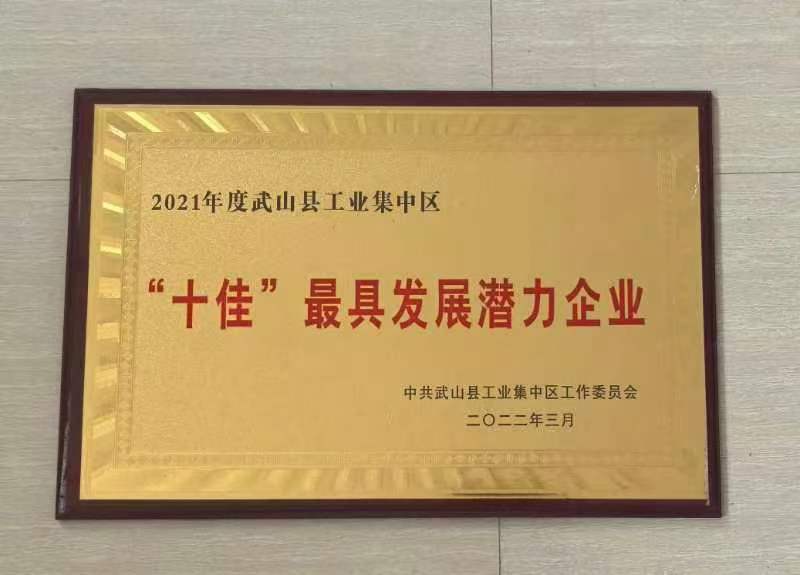 2021年度武山县工业集中区
“十佳”最具发展潜力企业
中共武山县工业集中区工作委员会
二〇二二年三月